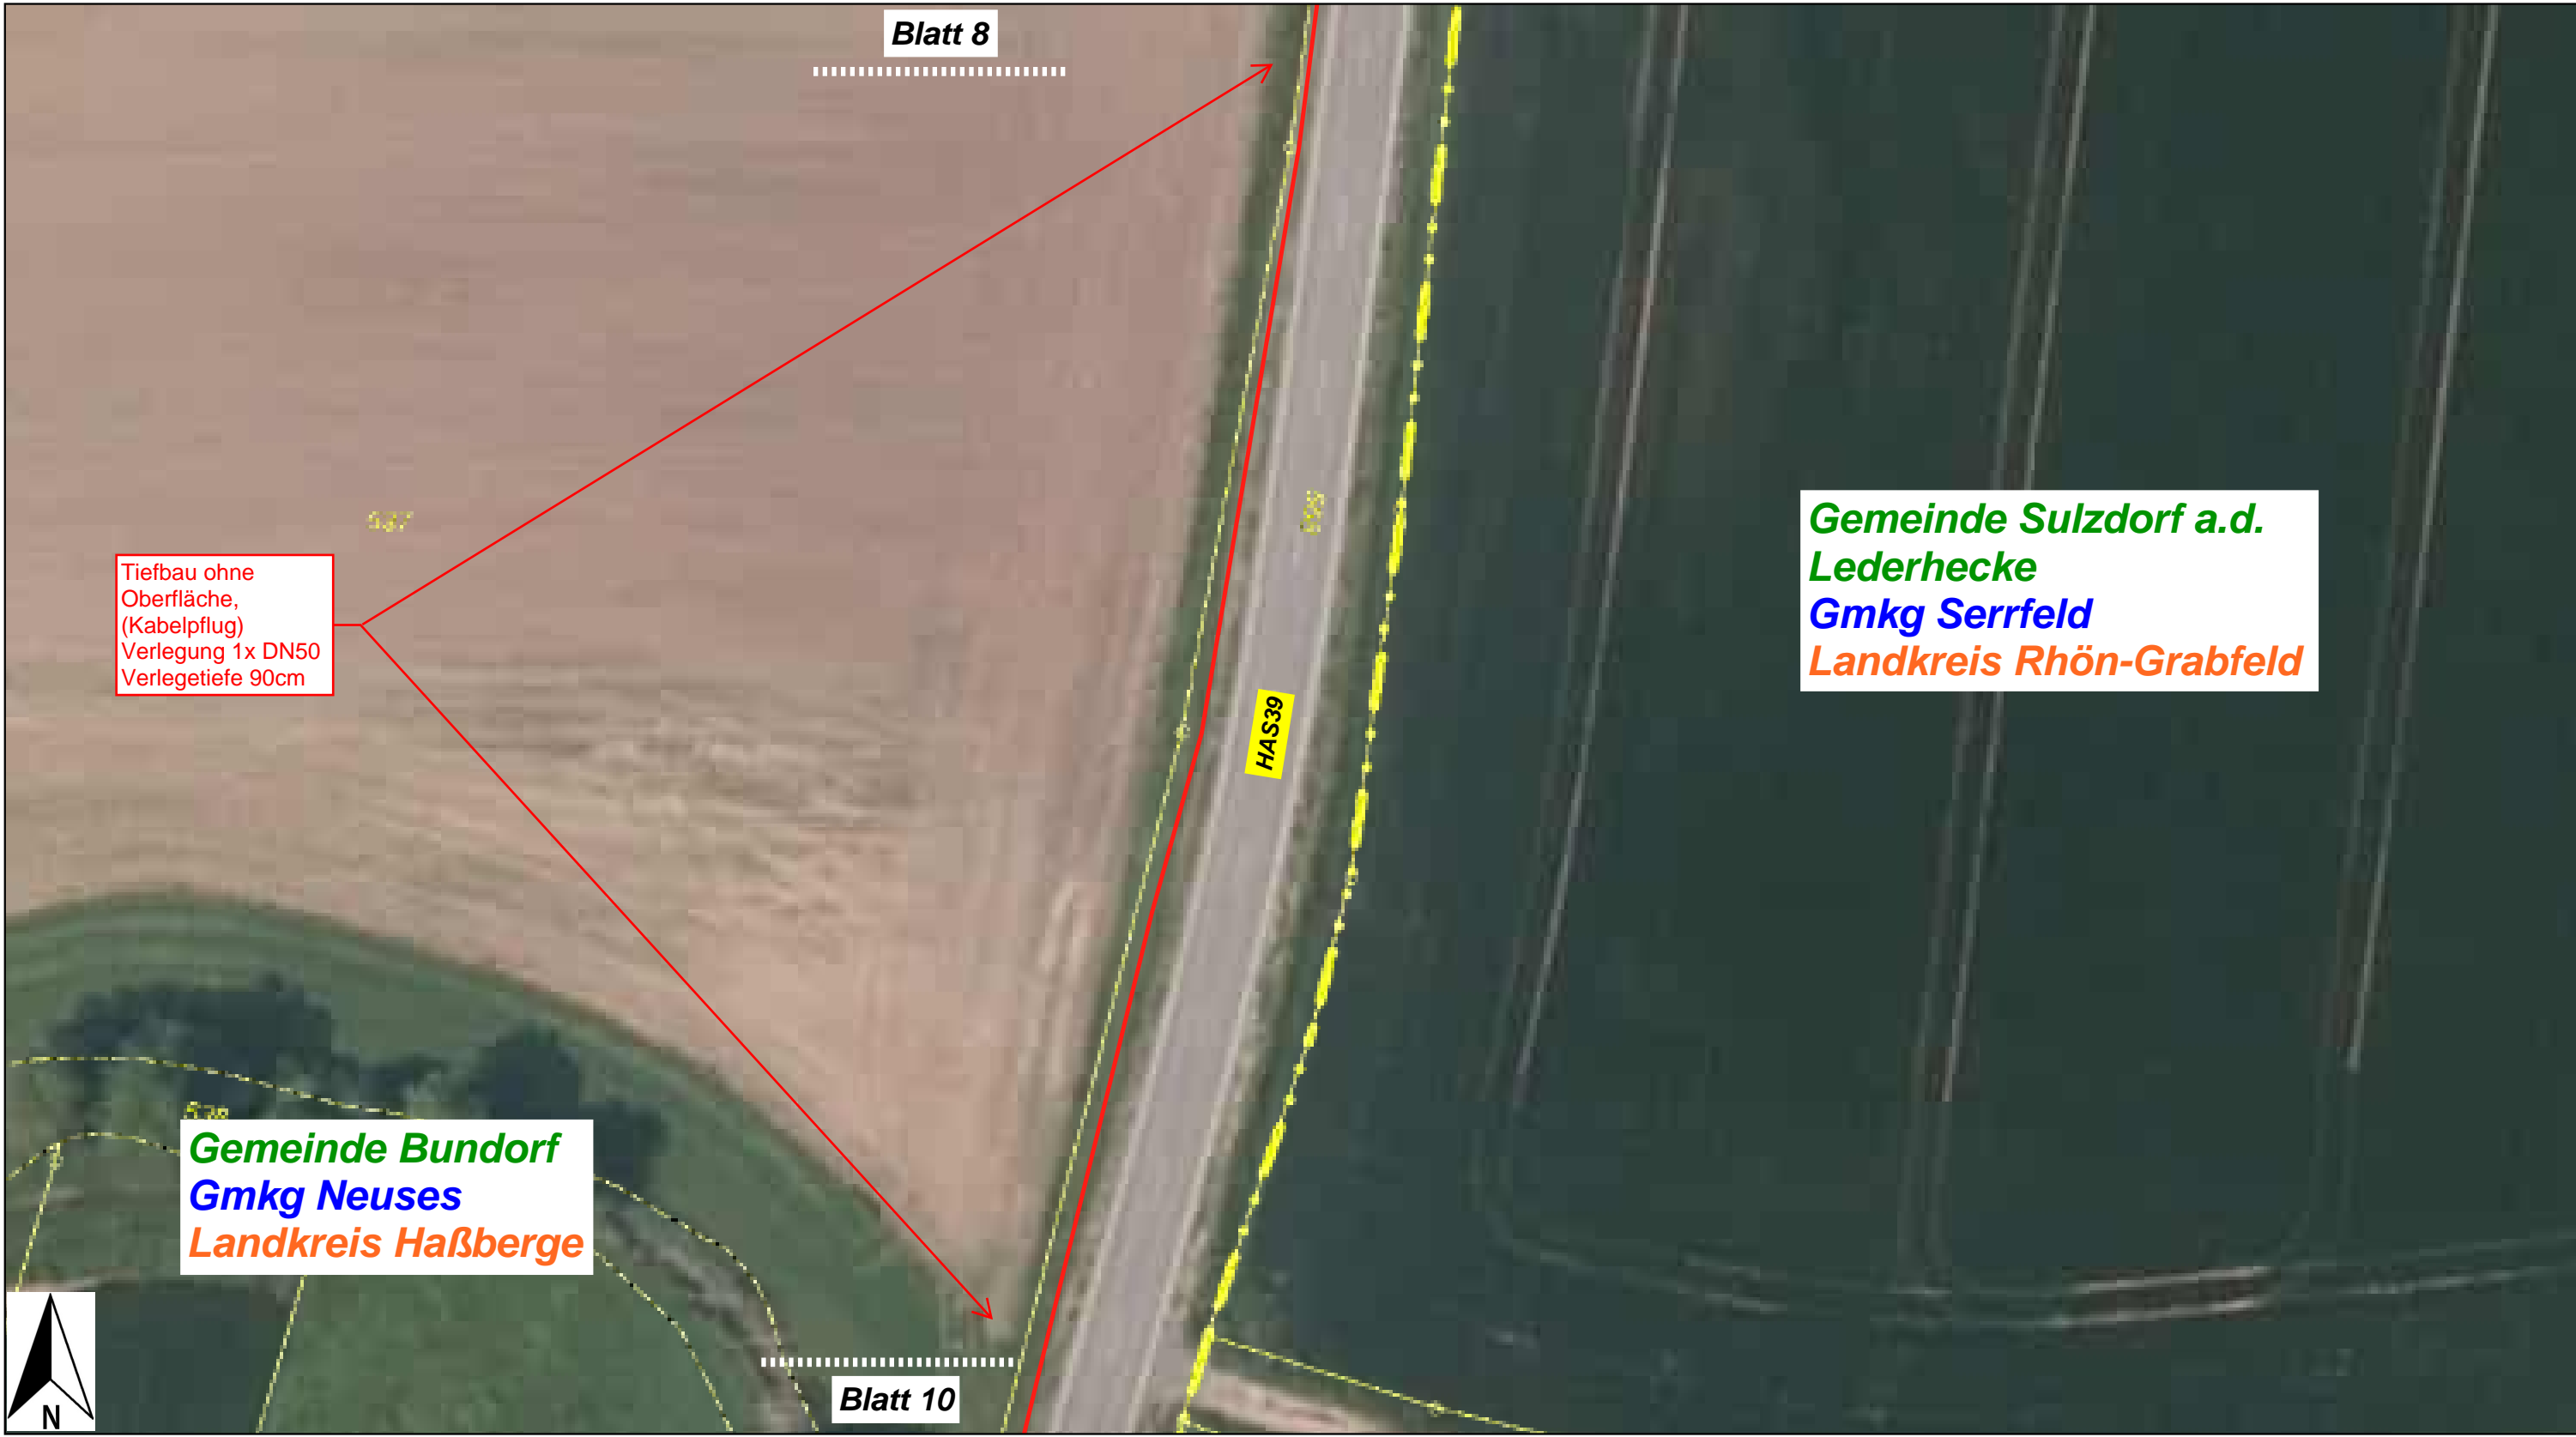 Blatt 8
537
Tiefbau ohne
Oberfläche,
(Kabelpflug)
Verlegung 1x DN50
Verlegetiefe 90cm
Gemeinde Sulzdorf a.d.
Lederhecke
Gmkg Serrfeld
Landkreis Rhön-Grabfeld
HAS39
Gemeinde Bundorf
Gmkg Neuses
Landkreis Haßberge
Blatt 10
N